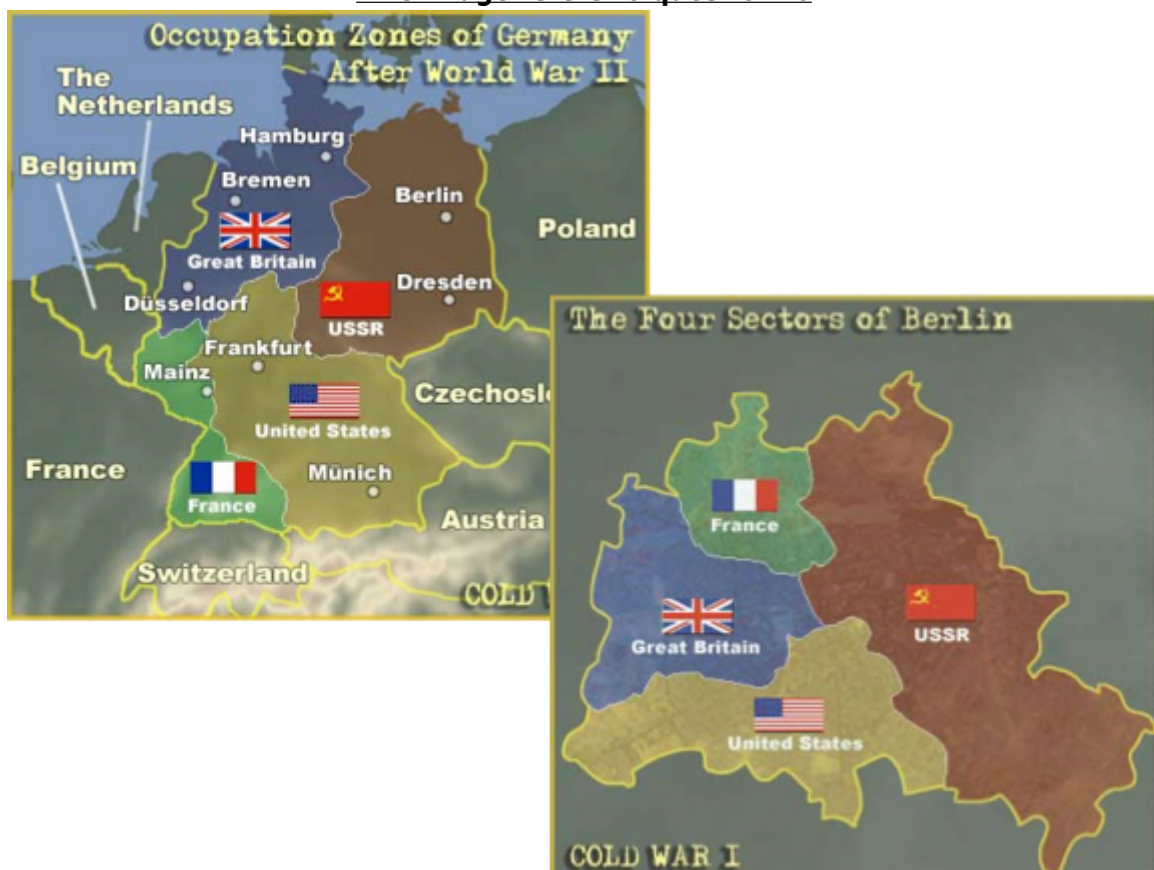 Occupation Zones of Germany
After World War II
The
Netherlands
Belgium
Hamburg
Bremen
Berlin
Poland
Great Britain
Düsseldorf
Dresden
USSR
Frankfurt
Mainz
United States
France
Münich
France
Austria
Switzerland
COLD
The Four Sectors of Berlin
France
USSR
Great Britain
United States
COLD WAR I